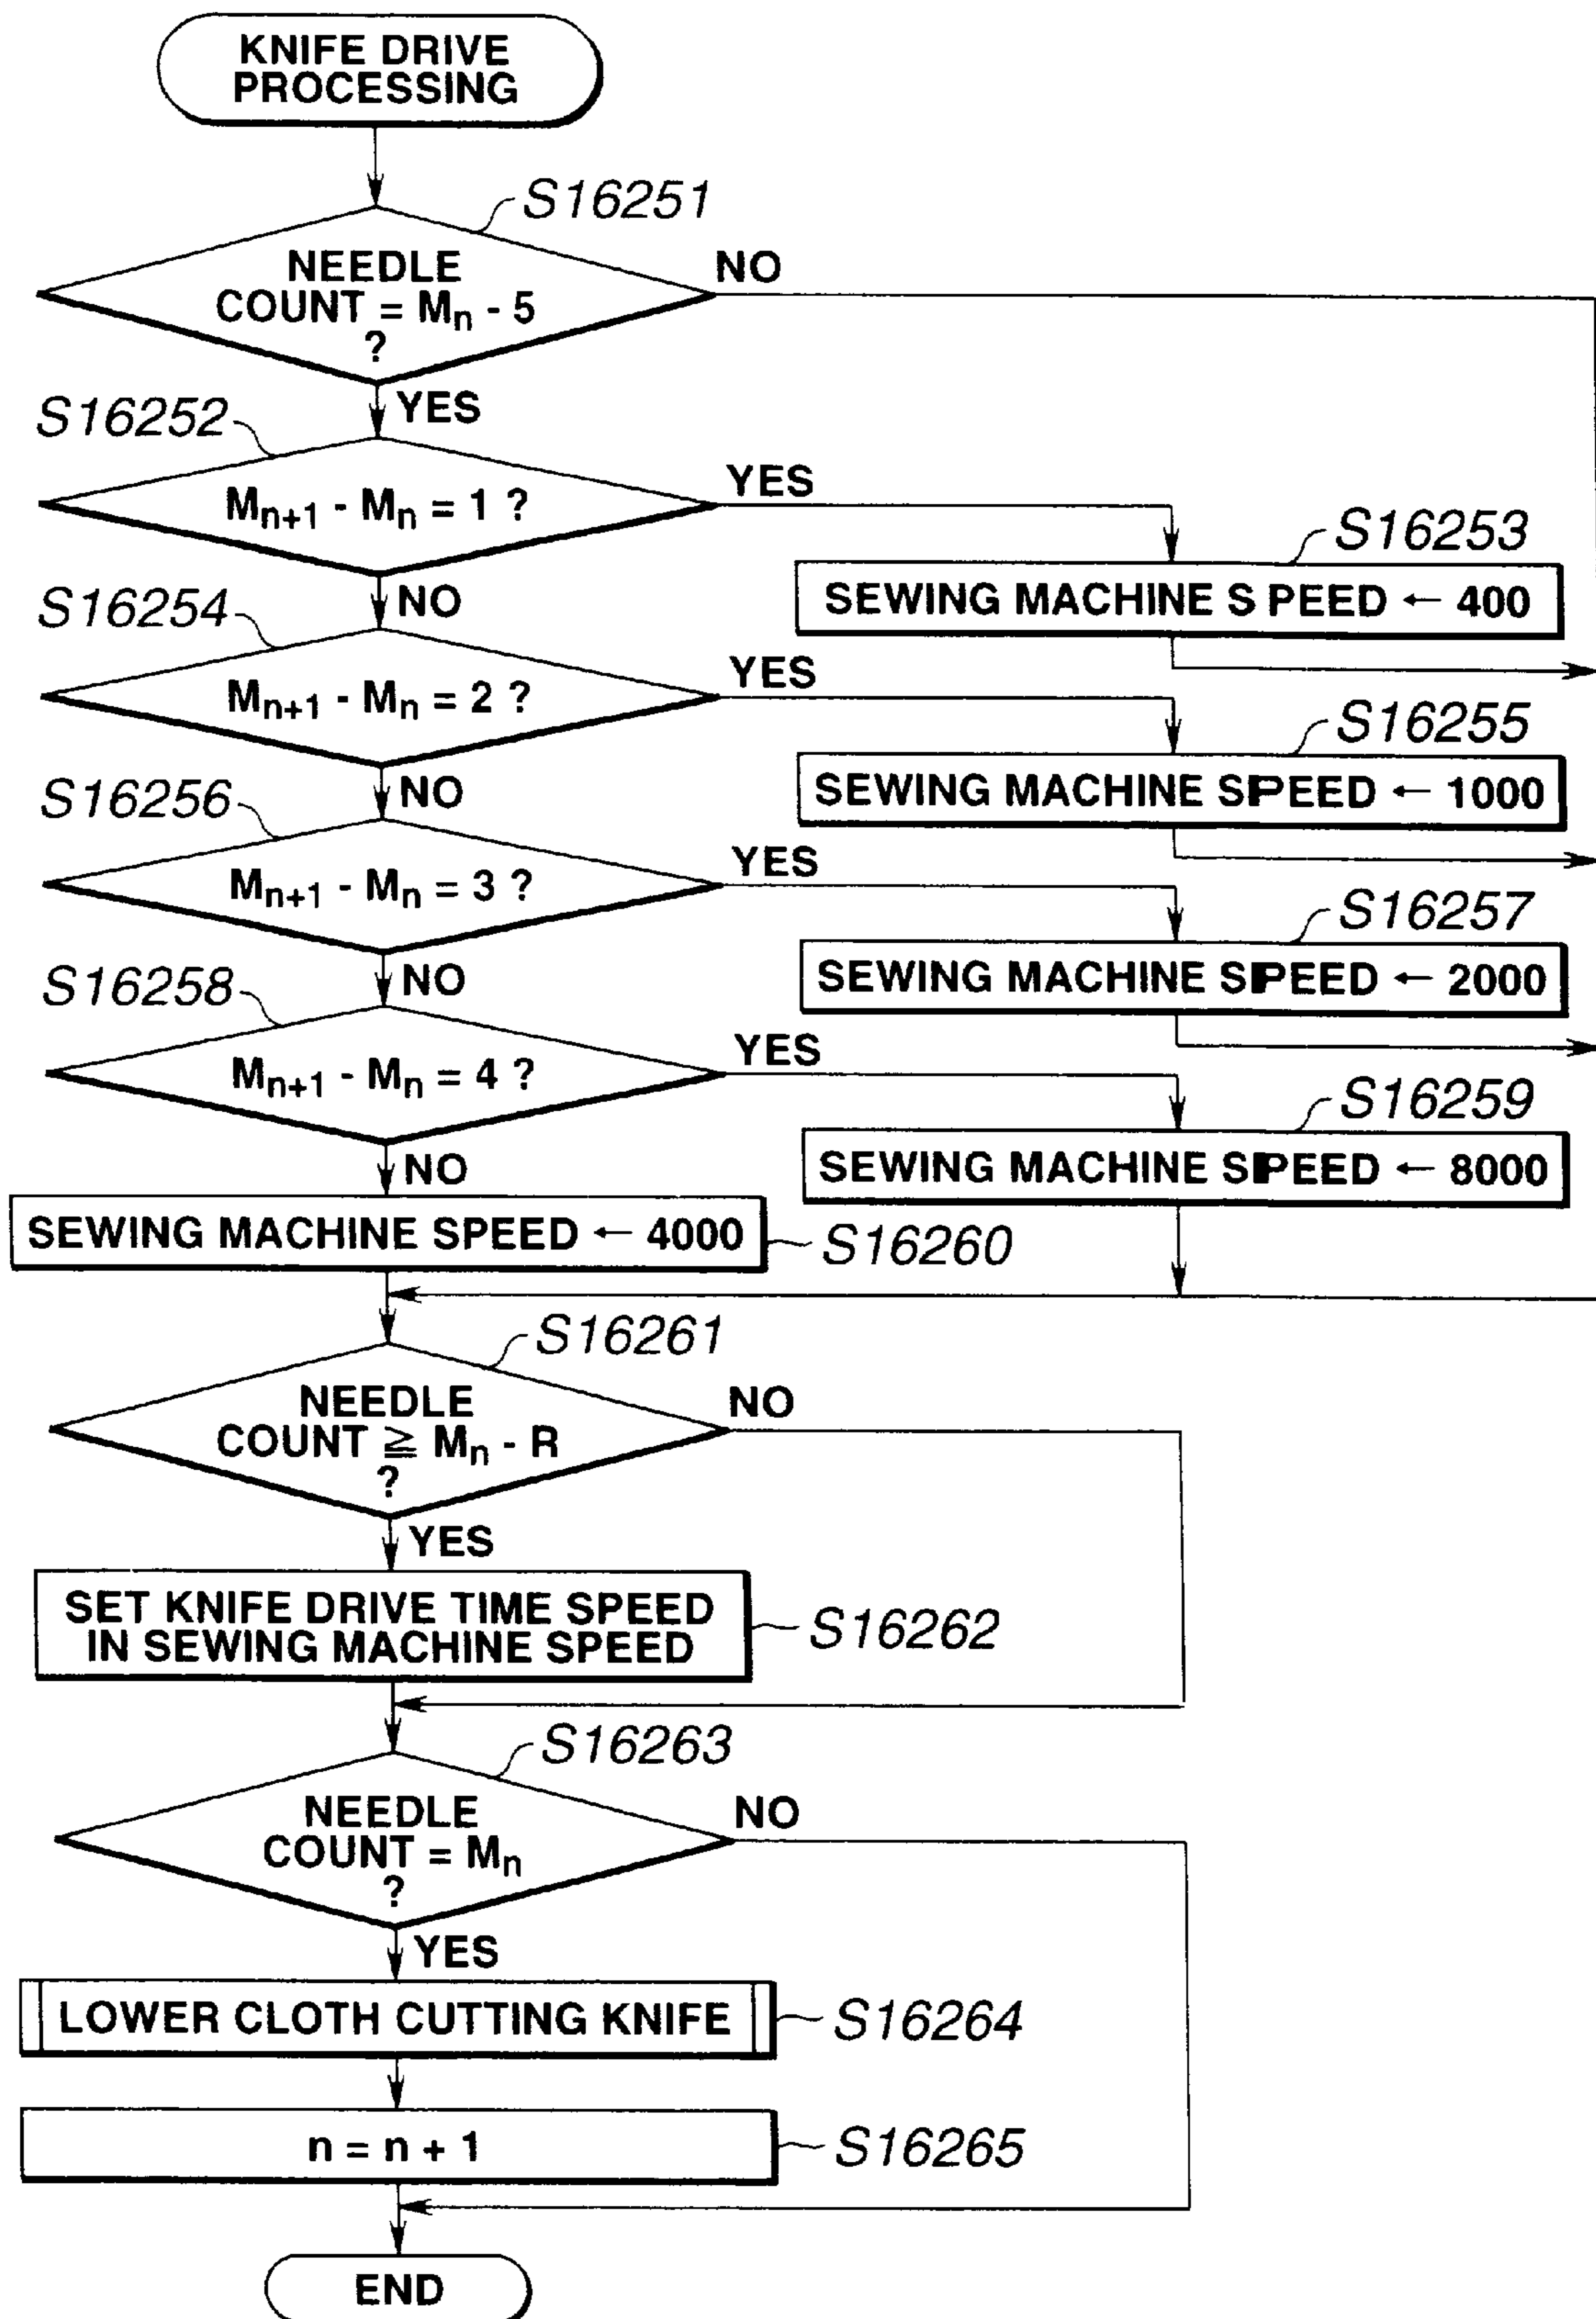 KNIFE DRIVE
PROCESSING
S16251
NEEDLE
COUNT = Mn - 5
?
NO
YES
S16252
Mn+1 - Mn = 1 ?
YES
S16253
SEWING MACHINE SPEED ← 400
NO
S16254
Mn+1 - Mn = 2 ?
YES
S16255
SEWING MACHINE SPEED ← 1000
NO
S16256
Mn+1 - Mn = 3 ?
YES
S16257
SEWING MACHINE SPEED ← 2000
NO
S16258
Mn+1 - Mn = 4 ?
YES
S16259
SEWING MACHINE SPEED ← 8000
NO
SEWING MACHINE SPEED ← 4000
S16260
S16261
NEEDLE
COUNT ≧ Mn - R
?
NO
YES
SET KNIFE DRIVE TIME SPEED
IN SEWING MACHINE SPEED
S16262
S16263
NEEDLE
COUNT = Mn
?
NO
YES
LOWER CLOTH CUTTING KNIFE
S16264
n = n + 1
S16265
END